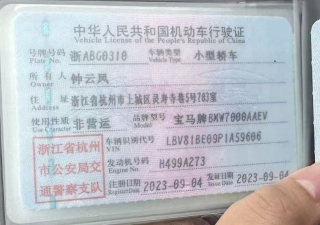 中华人民共和国机动车行驶证
Vehicle License of the People's Republic of China
号牌号码 浙ABG0310 车辆类型 小型轿车
Plate No. Vehicle Type
所有人 钟云凤
Owner
住址 浙江省杭州市上城区灵寿寺巷5号703室
Address
使用性质 非营运 品牌型号 宝马牌BMW7000AAEV
Use Character Model
浙江省杭州市公安局交通警察支队
车辆识别代号 LBV81BE09P1A59606
VIN
发动机号码 H499A273
Engine No.
注册日期 2023-09-04 发证日期 2023-09-04
Register Date Issue Date